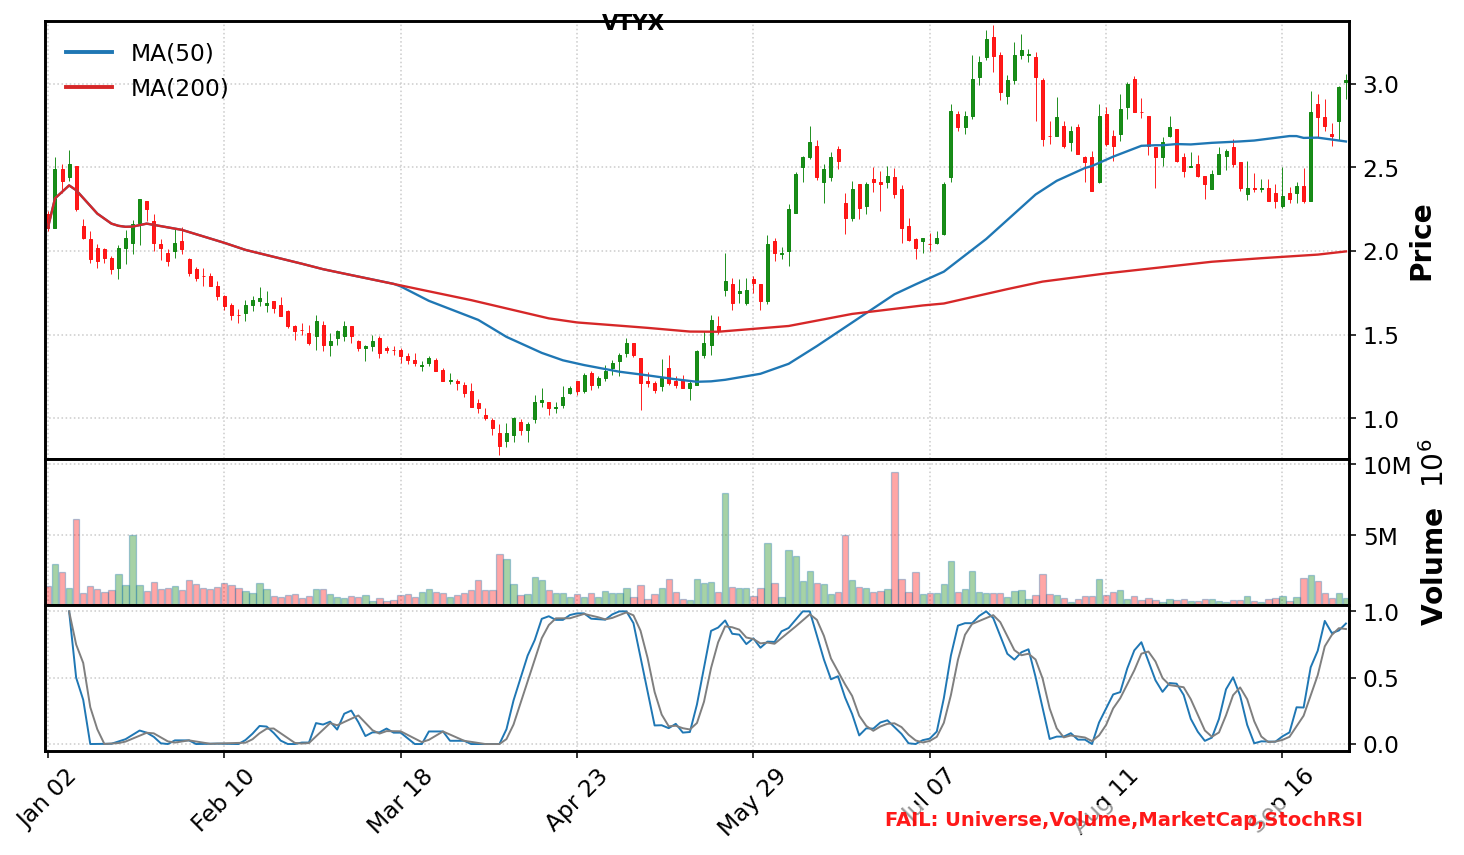 VTYX
MA(50)
MA(200)
3.0
2.5
2.0
1.5
1.0
Price
10M
5M
Volume 10⁶
1.0
0.5
0.0
Jan 02
Feb 10
Mar 18
Apr 23
May 29
Jul 07
Aug 11
Sep 16
FAIL: Universe,Volume,MarketCap,StochRSI